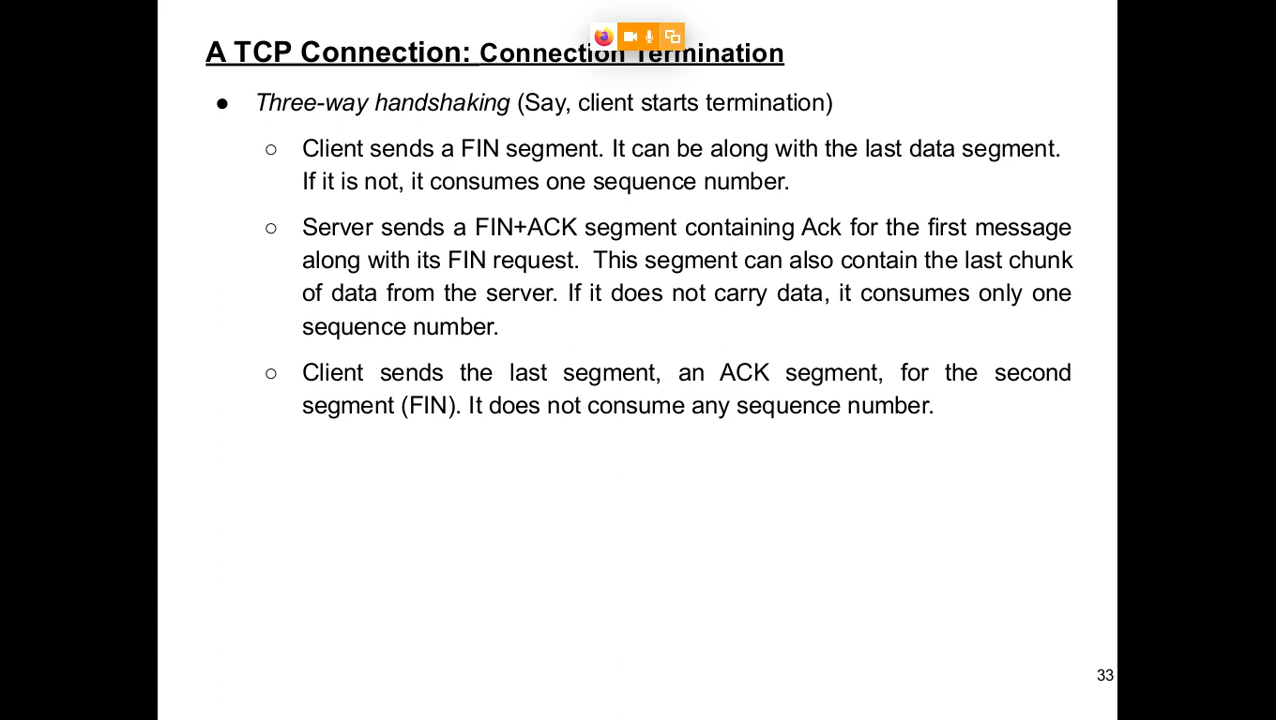 A TCP Connection: Connection Termination
● Three-way handshaking (Say, client starts termination)
○ Client sends a FIN segment. It can be along with the last data segment.
If it is not, it consumes one sequence number.
○ Server sends a FIN+ACK segment containing Ack for the first message
along with its FIN request. This segment can also contain the last chunk
of data from the server. If it does not carry data, it consumes only one
sequence number.
○ Client sends the last segment, an ACK segment, for the second
segment (FIN). It does not consume any sequence number.
33